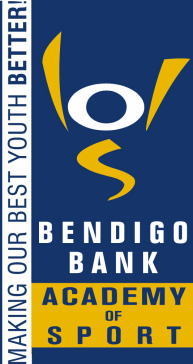 MAKING OUR BEST YOUTH BETTER!
BENDIGO
BANK
ACADEMY
OF
SPORT